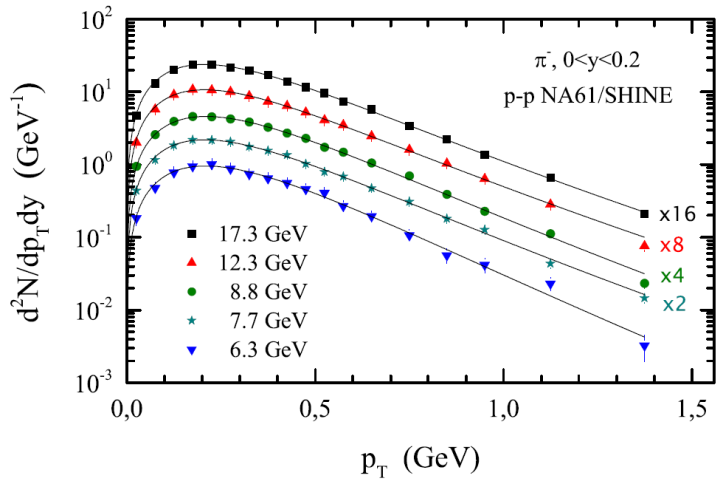 10²
π⁻, 0<y<0.2
p-p NA61/SHINE
10¹
10⁰
10⁻¹
10⁻²
10⁻³
d²N/dp_Tdy (GeV⁻¹)
x16
x8
x4
x2
17.3 GeV
12.3 GeV
8.8 GeV
7.7 GeV
6.3 GeV
0,0
0,5
1,0
1,5
p_T (GeV)